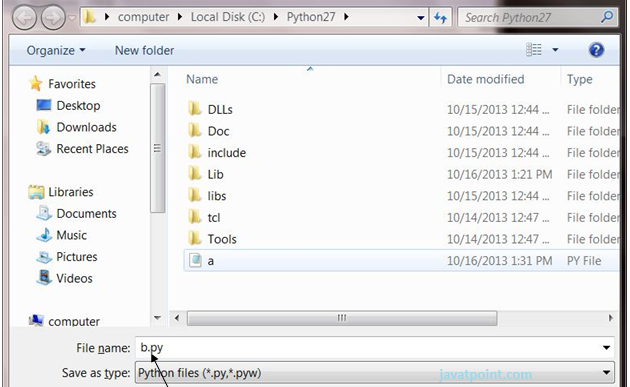 computer Local Disk (C:) Python27 Search Python27
Organize New folder
Favorites
Desktop
Downloads
Recent Places
Libraries
Documents
Music
Pictures
Videos
computer
Name Date modified Type
DLLs 10/15/2013 12:44 ... File folder
Doc 10/15/2013 12:44 ... File folder
include 10/15/2013 12:44 ... File folder
Lib 10/16/2013 1:21 PM File folder
libs 10/15/2013 12:44 ... File folder
tcl 10/14/2013 12:47 ... File folder
Tools 10/14/2013 12:47 ... File folder
a 10/16/2013 1:31 PM PY File
File name: b.py
Save as type: Python files (*.py,*.pyw)
javatpoint.com